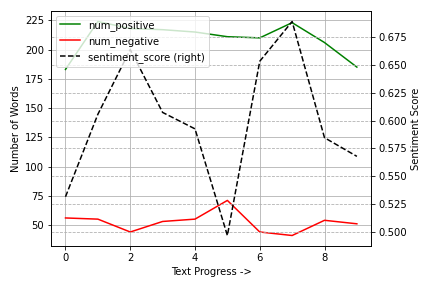 num_positive
num_negative
sentiment_score (right)
Number of Words
225
200
175
150
125
100
75
50
0.675
0.650
0.625
0.600
0.575
0.550
0.525
0.500
Sentiment Score
0 2 4 6 8
Text Progress ->